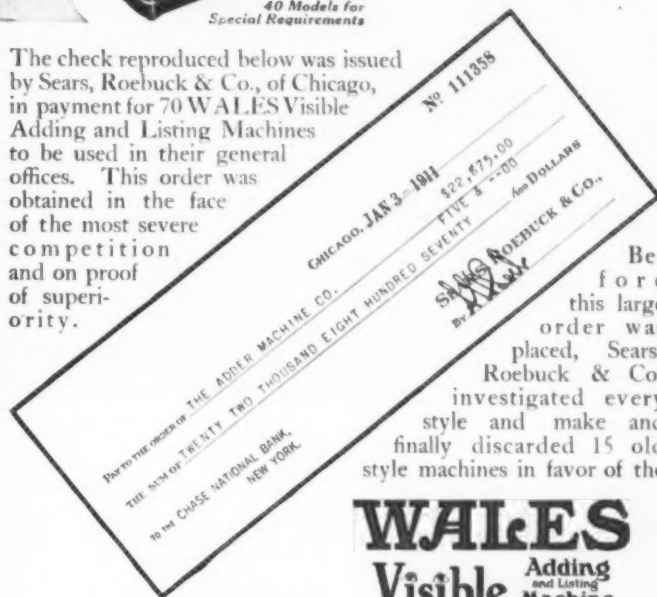 40 Models for
Special Requirements
The check reproduced below was issued
by Sears, Roebuck & Co., of Chicago,
in payment for 70 WALES Visible
Adding and Listing Machines
to be used in their general
offices. This order was
obtained in the face
of the most severe
competition
and on proof
of superi-
ority.
Nº 111358
CHICAGO, JAN 3-1911
$22,875.00
PAY TO THE ORDER OF THE ADDER MACHINE CO.
FIVE & --00
THE SUM OF TWENTY TWO THOUSAND EIGHT HUNDRED SEVENTY /100 DOLLARS
SEARS, ROEBUCK & CO.,
By
TO THE CHASE NATIONAL BANK,
NEW YORK.
Be-
fore
this large
order was
placed, Sears,
Roebuck & Co.
investigated every
style and make and
finally discarded 15 old
style machines in favor of the
WALES
Visible Adding
and Listing
Machine